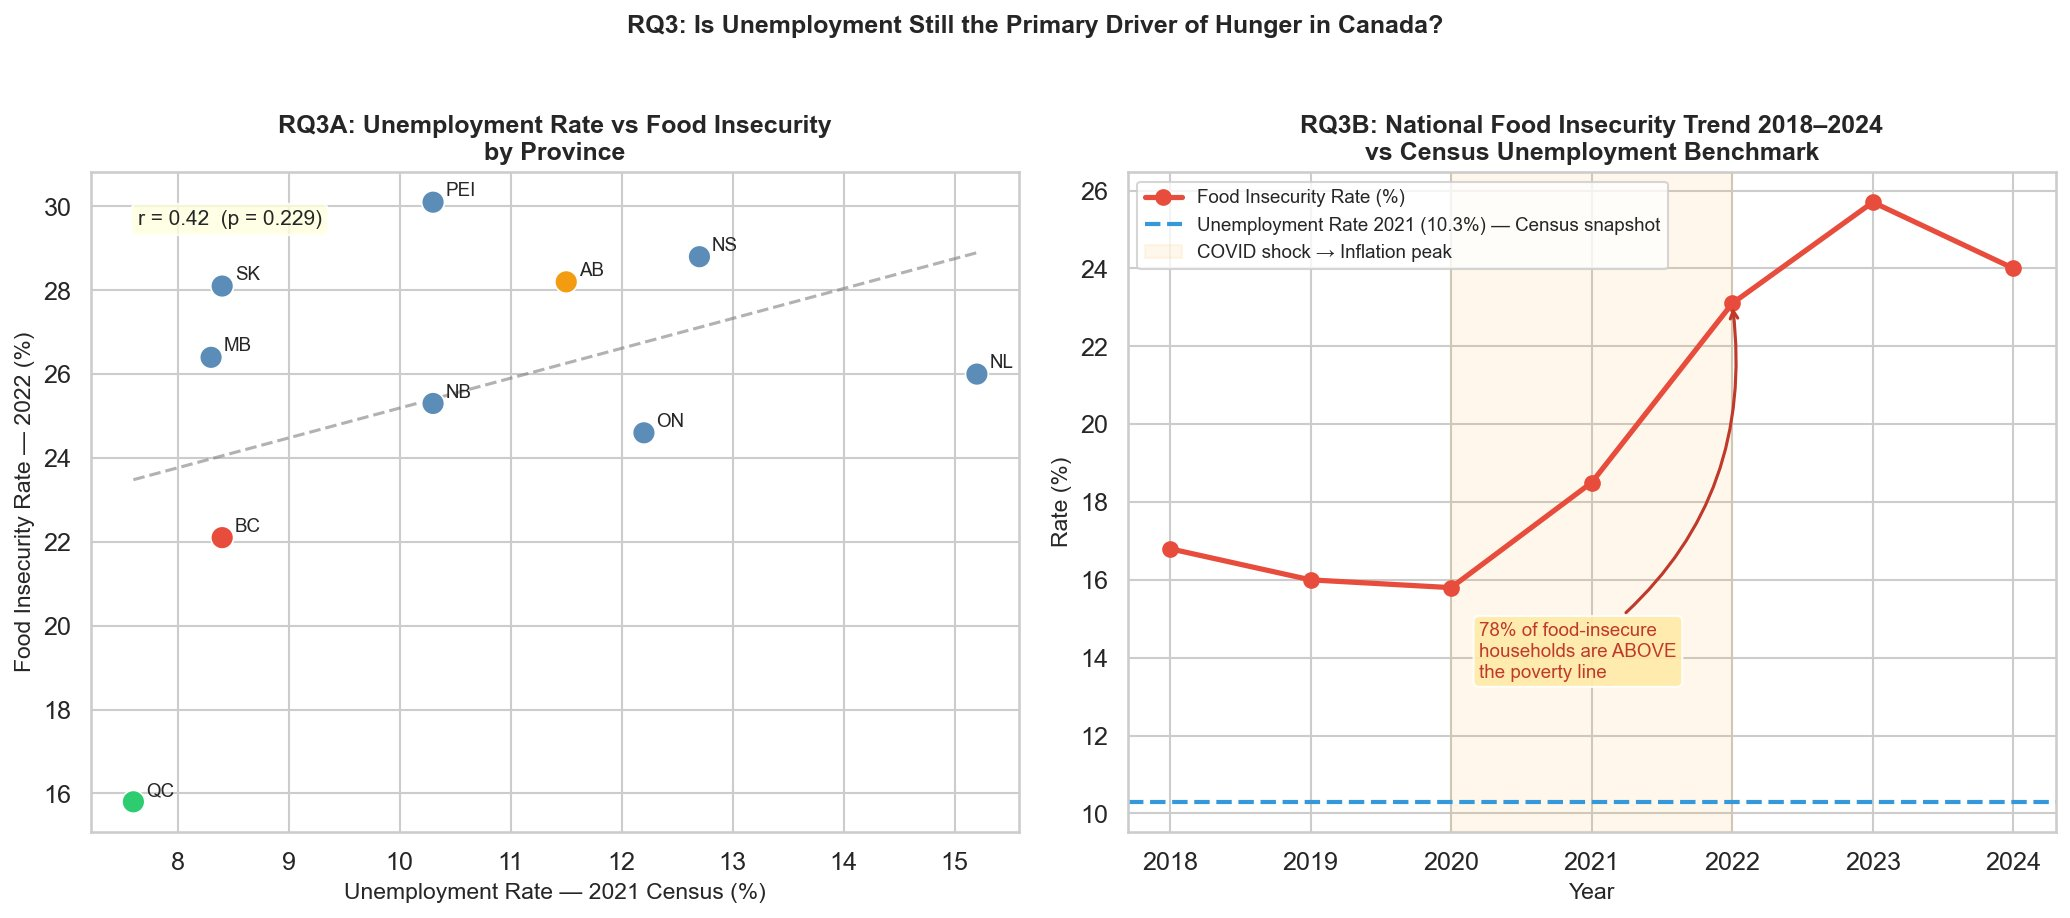 RQ3: Is Unemployment Still the Primary Driver of Hunger in Canada?
RQ3A: Unemployment Rate vs Food Insecurity
by Province
r = 0.42  (p = 0.229)
PEI
NS
AB
SK
MB
NL
NB
ON
BC
QC
30
28
26
24
22
20
18
16
Food Insecurity Rate — 2022 (%)
8
9
10
11
12
13
14
15
Unemployment Rate — 2021 Census (%)
RQ3B: National Food Insecurity Trend 2018–2024
vs Census Unemployment Benchmark
Food Insecurity Rate (%)
Unemployment Rate 2021 (10.3%) — Census snapshot
COVID shock → Inflation peak
78% of food-insecure
households are ABOVE
the poverty line
26
24
22
20
18
16
14
12
10
Rate (%)
2018
2019
2020
2021
2022
2023
2024
Year